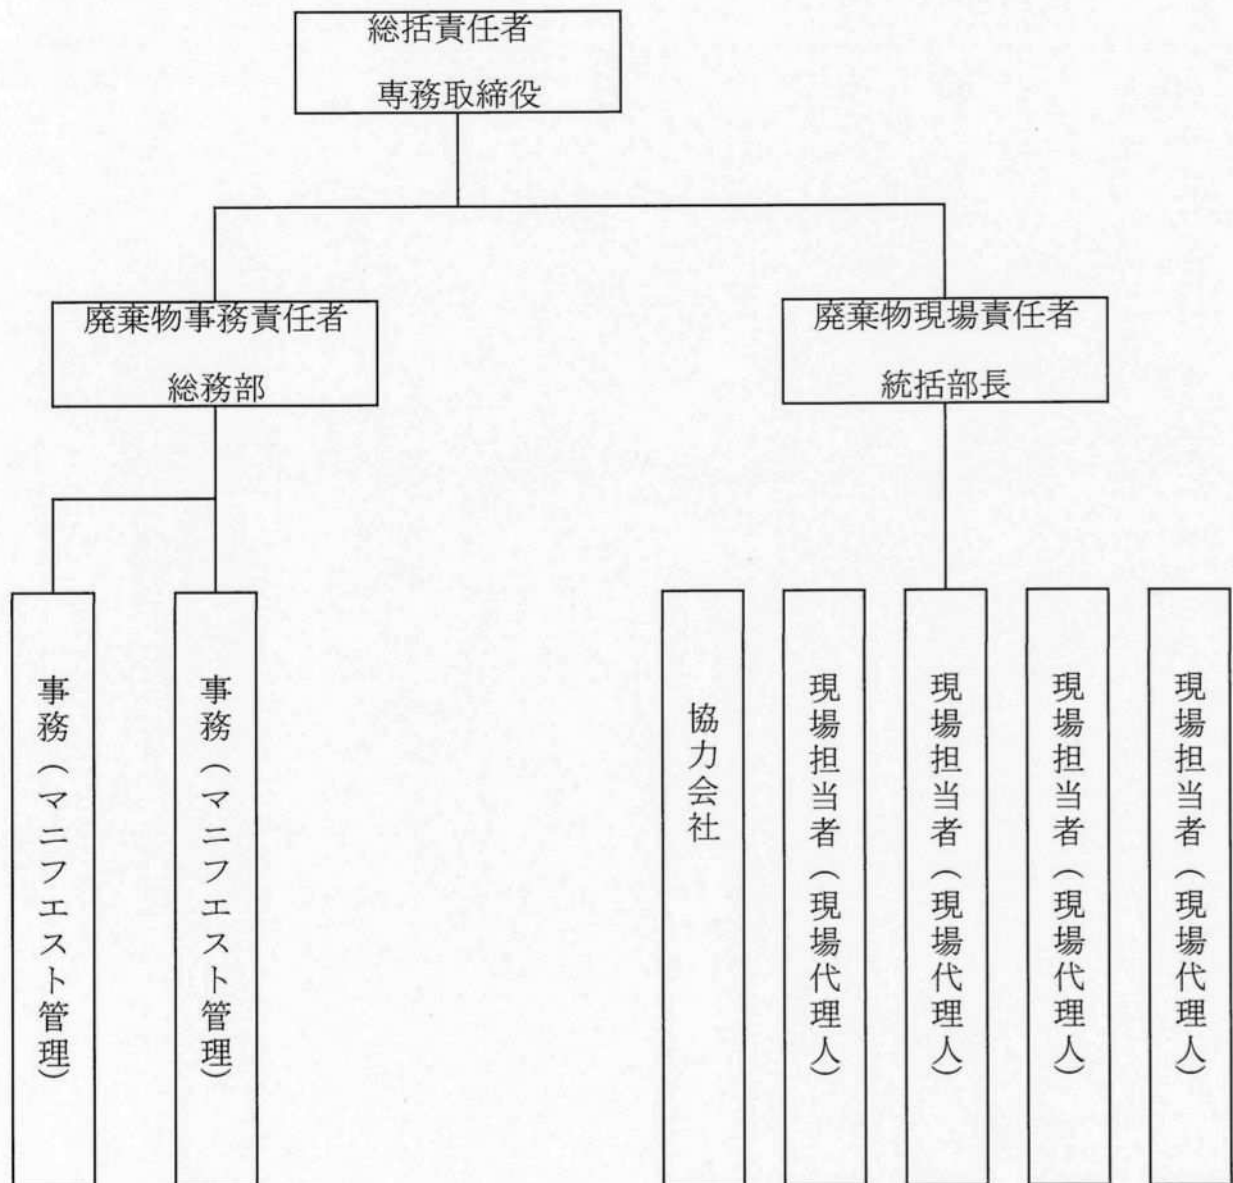 総括責任者
専務取締役
廃棄物事務責任者
総務部
廃棄物現場責任者
統括部長
事務（マニフエスト管理）
事務（マニフエスト管理）
協力会社
現場担当者（現場代理人）
現場担当者（現場代理人）
現場担当者（現場代理人）
現場担当者（現場代理人）